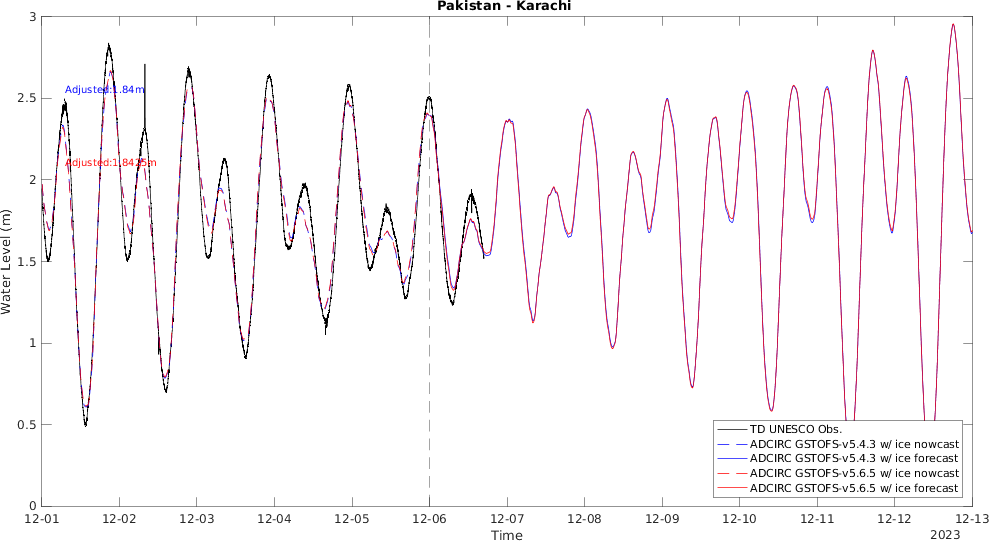 Pakistan - Karachi
Water Level (m)
3
2.5
2
1.5
1
0.5
0
Adjusted:1.84m
Adjusted:1.8425m
TD UNESCO Obs.
ADCIRC GSTOFS-v5.4.3 w/ ice nowcast
ADCIRC GSTOFS-v5.4.3 w/ ice forecast
ADCIRC GSTOFS-v5.6.5 w/ ice nowcast
ADCIRC GSTOFS-v5.6.5 w/ ice forecast
12-01 12-02 12-03 12-04 12-05 12-06 12-07 12-08 12-09 12-10 12-11 12-12 12-13
Time
2023